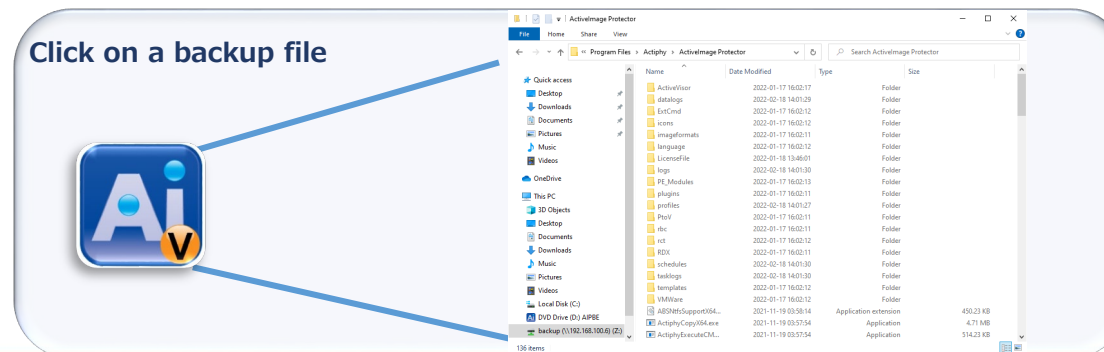 Click on a backup file
Ai
V
ActiveImage Protector
File Home Share View
« Program Files > Actiphy > ActiveImage Protector
Search ActiveImage Protector
Quick access
Desktop
Downloads
Documents
Pictures
Music
Videos
OneDrive
This PC
3D Objects
Desktop
Documents
Downloads
Music
Pictures
Videos
Local Disk (C:)
DVD Drive (D:) AIPBE
backup (\\192.168.100.6) (Z:)
Name Date Modified Type Size
ActiveVisor 2022-01-17 16:02:17 Folder
datalogs 2022-02-18 14:01:29 Folder
ExtCmd 2022-01-17 16:02:12 Folder
icons 2022-01-17 16:02:12 Folder
imageformats 2022-01-17 16:02:11 Folder
language 2022-01-17 16:02:12 Folder
LicenseFile 2022-01-18 13:46:01 Folder
logs 2022-02-18 14:01:30 Folder
PE_Modules 2022-01-17 16:02:13 Folder
plugins 2022-01-17 16:02:11 Folder
profiles 2022-02-18 14:01:27 Folder
PtoV 2022-01-17 16:02:11 Folder
rbc 2022-01-17 16:02:11 Folder
rct 2022-01-17 16:02:12 Folder
RDX 2022-01-17 16:02:11 Folder
schedules 2022-02-18 14:01:30 Folder
tasklogs 2022-02-18 14:01:30 Folder
templates 2022-01-17 16:02:12 Folder
VMWare 2022-01-17 16:02:12 Folder
ABSNtfsSupportX64... 2021-11-19 03:58:14 Application extension 450.23 KB
ActiphyCopyX64.exe 2021-11-19 03:57:54 Application 4.71 MB
ActiphyExecuteCM... 2021-11-19 03:57:54 Application 514.23 KB
136 items